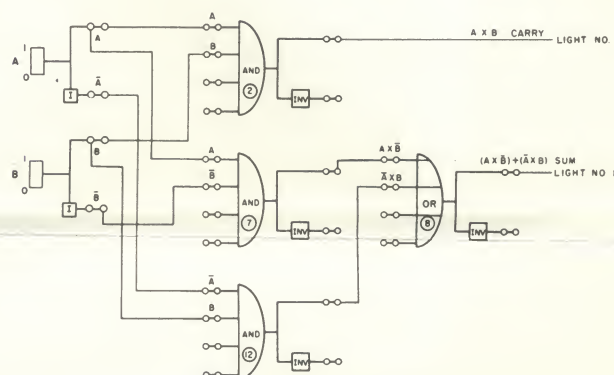 A
A X B CARRY
LIGHT NO.
1
A
0
A
B
AND
2
INV
I
Ā
1
B̄
0
B
I
B̄
A
B̄
AND
7
INV
A X B̄
Ā X B
OR
8
INV
(A X B̄)+(Ā X B) SUM
LIGHT NO
Ā
B
AND
12
INV